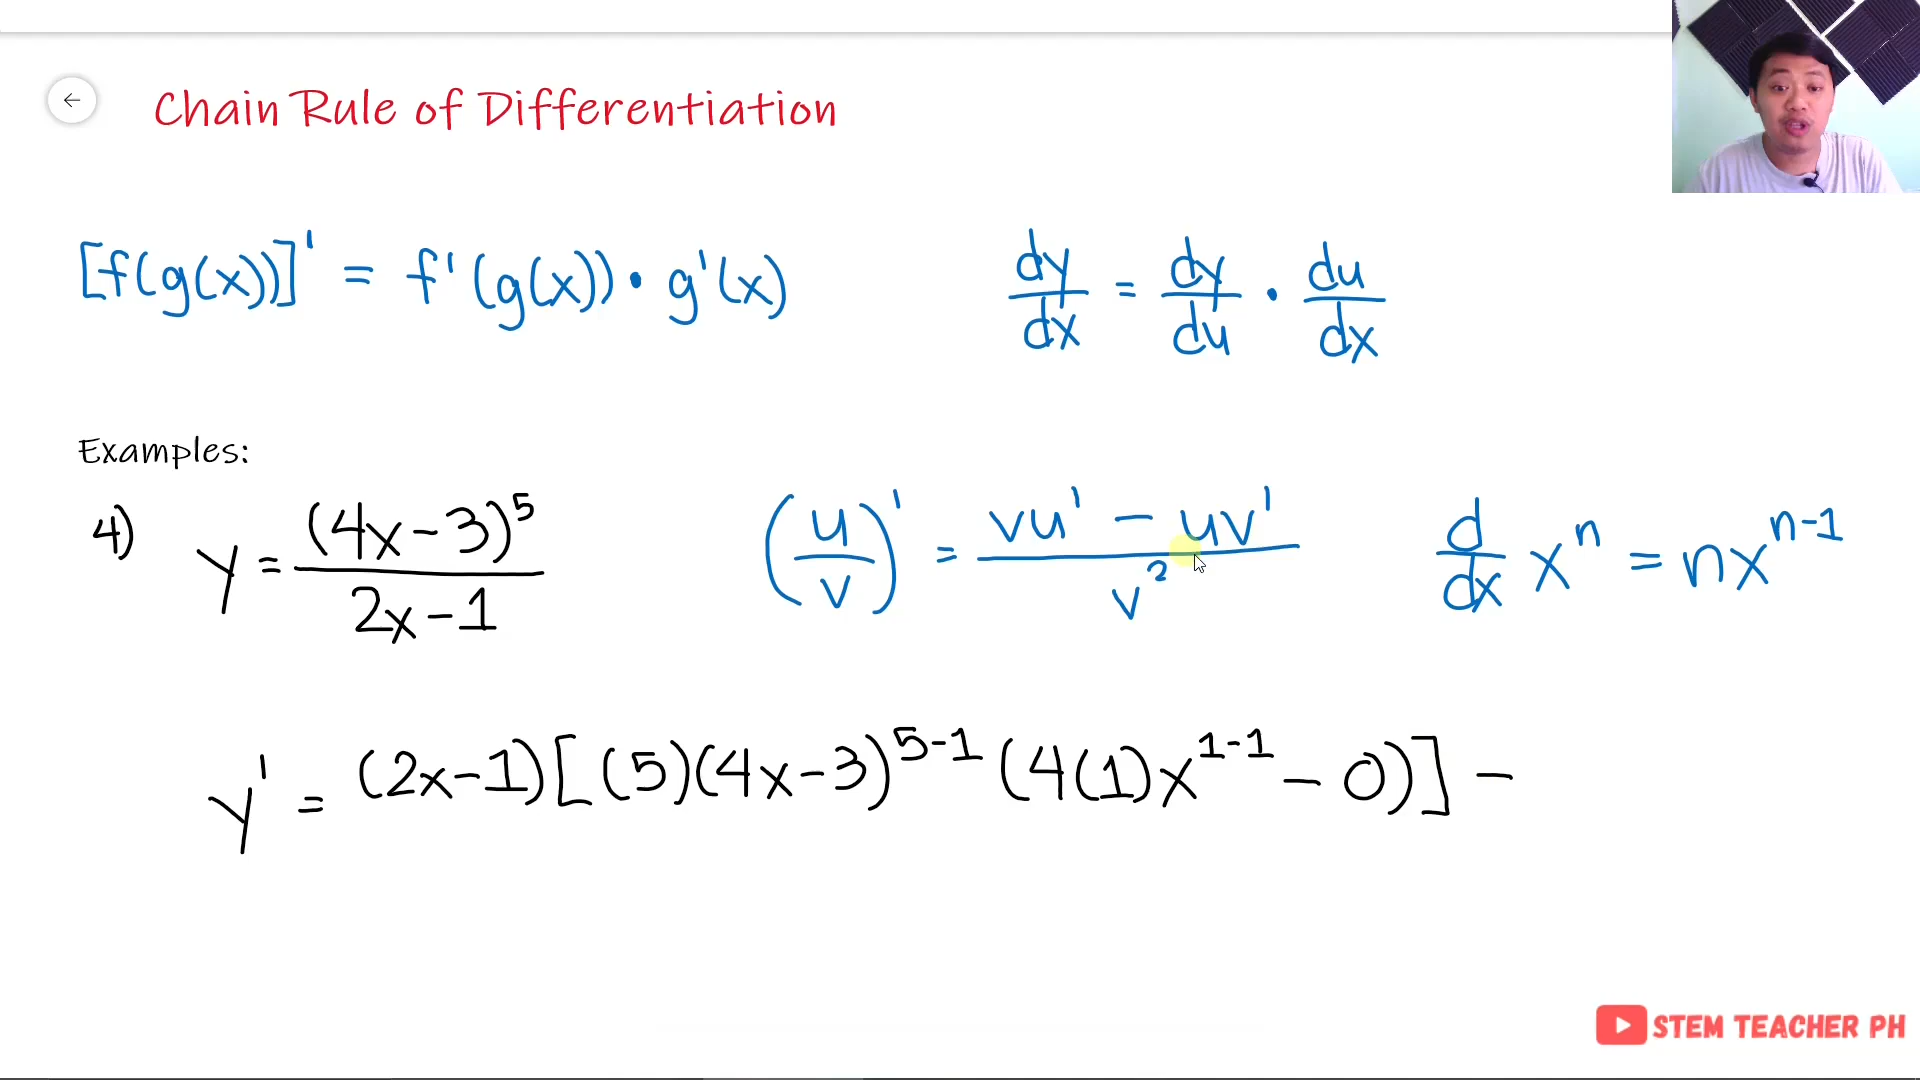 Chain Rule of Differentiation
[f(g(x))]' = f'(g(x)) • g'(x)
dy/dx = dy/du • du/dx
Examples:
4) y = (4x-3)^5/(2x-1)
(u/v)' = (vu' - uv')/v²
d/dx x^n = nx^(n-1)
y' = (2x-1)[(5)(4x-3)^(5-1) (4(1)x^(1-1) - 0)] -
STEM TEACHER PH